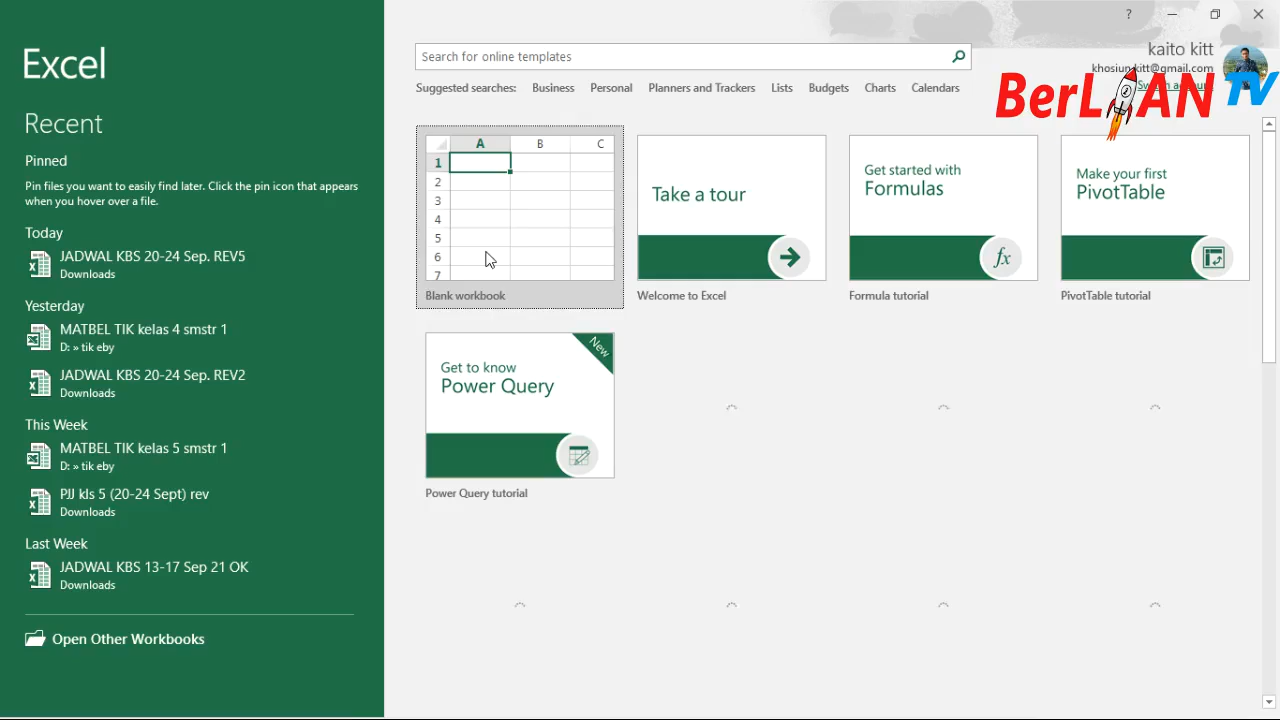 Excel
Recent
Pinned
Pin files you want to easily find later. Click the pin icon that appears
when you hover over a file.
Today
JADWAL KBS 20-24 Sep. REV5
Downloads
Yesterday
MATBEL TIK kelas 4 smstr 1
D: » tik eby
JADWAL KBS 20-24 Sep. REV2
Downloads
This Week
MATBEL TIK kelas 5 smstr 1
D: » tik eby
PJJ kls 5 (20-24 Sept) rev
Downloads
Last Week
JADWAL KBS 13-17 Sep 21 OK
Downloads
Open Other Workbooks
?
kaito kitt
khosiun.kitt@gmail.com
BerLIAN TV
Search for online templates
Suggested searches: Business Personal Planners and Trackers Lists Budgets Charts Calendars
A B C
1
2
3
4
5
6
7
Blank workbook
Take a tour
Welcome to Excel
Get started with
Formulas
fx
Formula tutorial
Make your first
PivotTable
PivotTable tutorial
New
Get to know
Power Query
Power Query tutorial